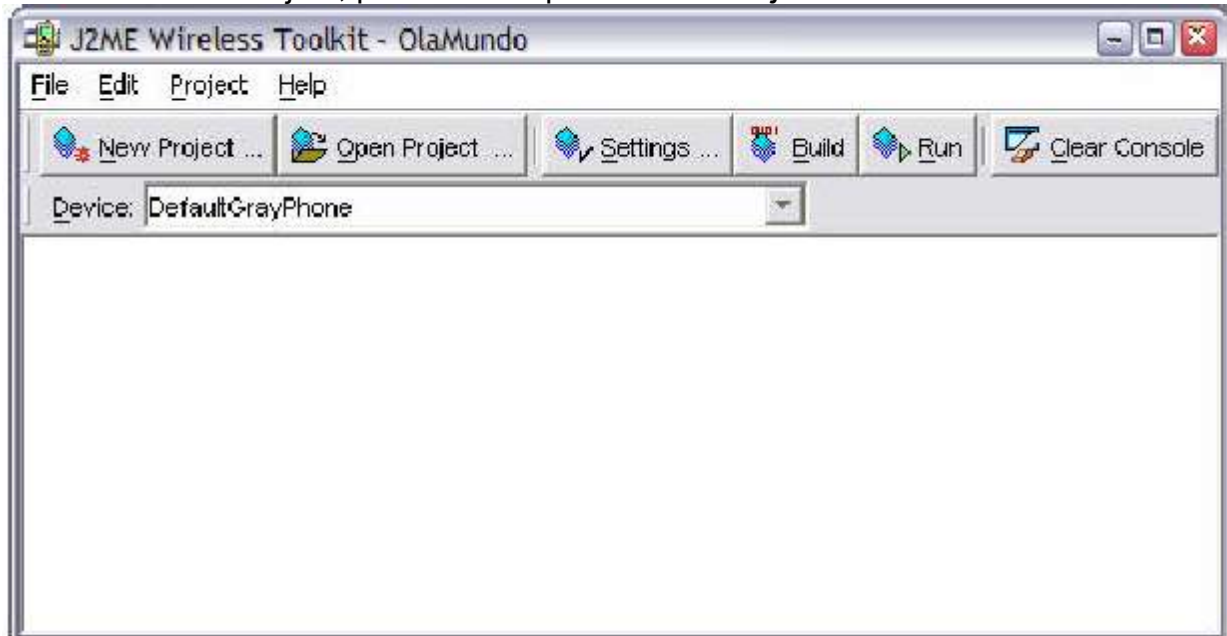 J2ME Wireless Toolkit - OlaMundo
File Edit Project Help
New Project ... Open Project ... Settings ... Build Run Clear Console
Device: DefaultGrayPhone